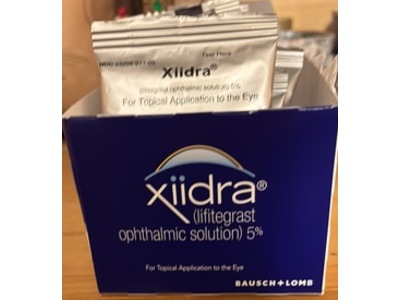 Tear Here
Xiidra®
(lifitegrast ophthalmic solution) 5%
For Topical Application to the Eye
xiidra®
(lifitegrast
ophthalmic solution) 5%
For Topical Application to the Eye
BAUSCH + LOMB